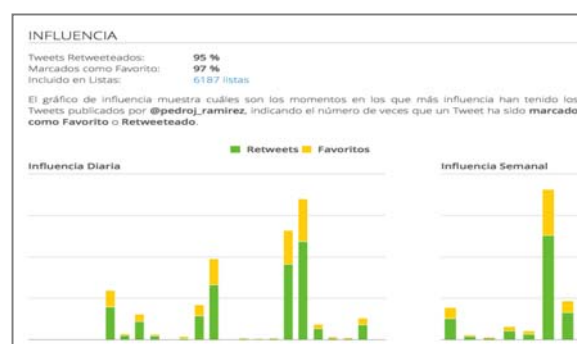 INFLUENCIA
Tweets Retweeteados: 95 %
Marcados como Favorito: 97 %
Incluido en Listas: 6187 listas
El gráfico de influencia muestra cuáles son los momentos en los que más influencia han tenido los
Tweets publicados por @pedroj_ramirez, indicando el número de veces que un Tweet ha sido marcado
como Favorito o Retweeteado.
Retweets Favoritos
Influencia Diaria
Influencia Semanal